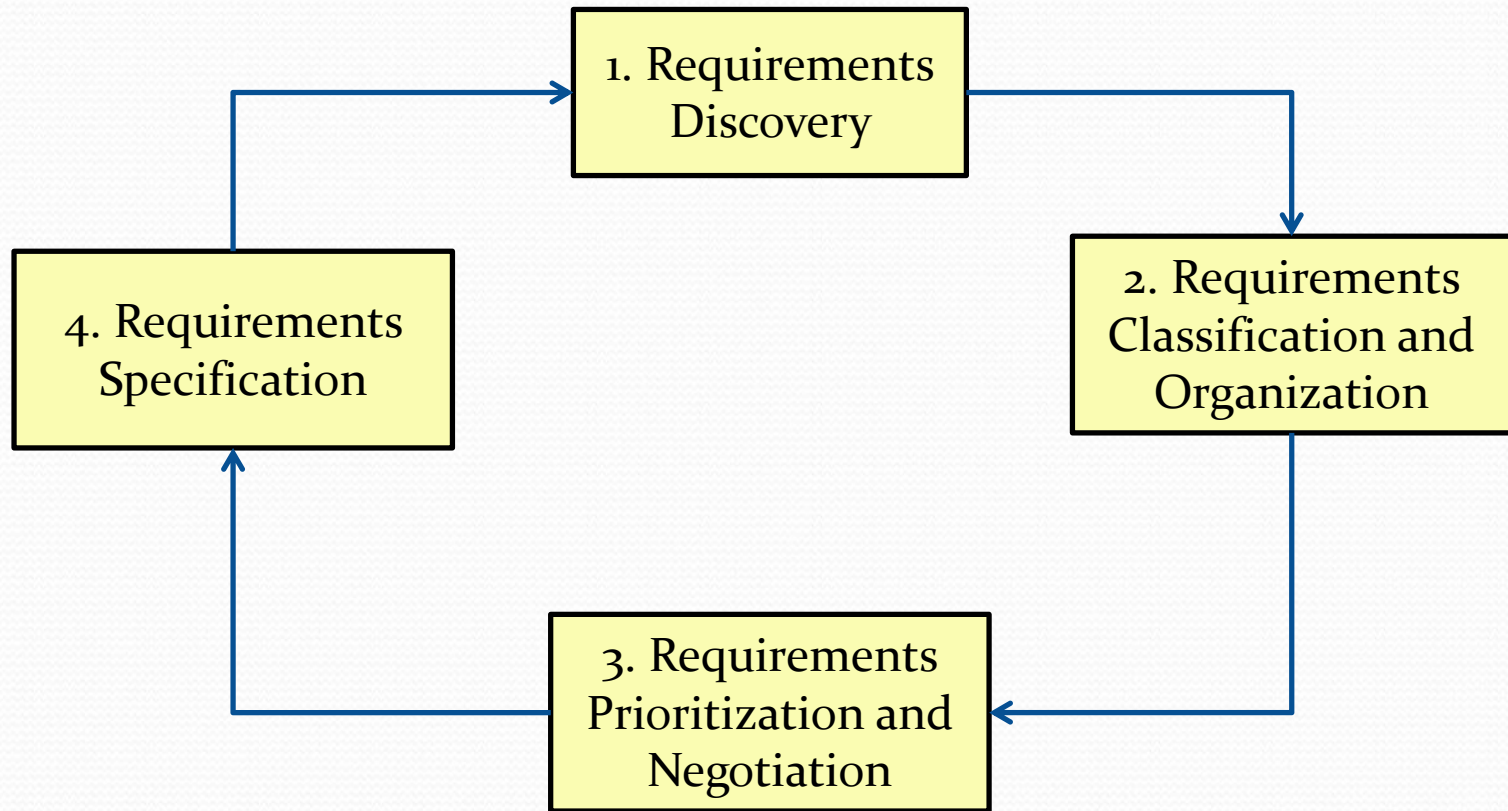 1. Requirements
Discovery
2. Requirements
Classification and
Organization
3. Requirements
Prioritization and
Negotiation
4. Requirements
Specification